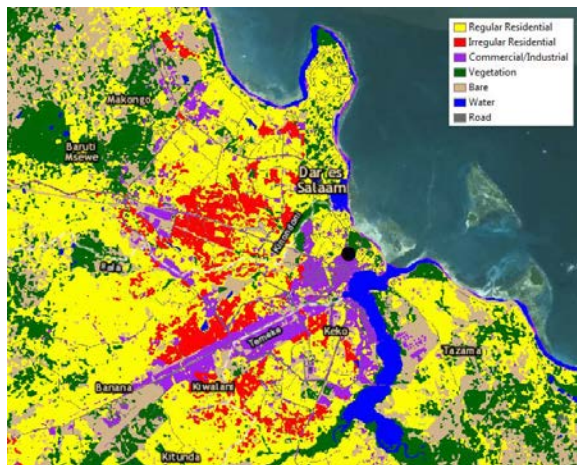 Regular Residential
Irregular Residential
Commercial/Industrial
Vegetation
Bare
Water
Road
Makongo
Baruti
Msewe
Dar es
Salaam
Kinondoni
Temeke
Keko
Tazama
Banana
Kiwalani
Kitunda